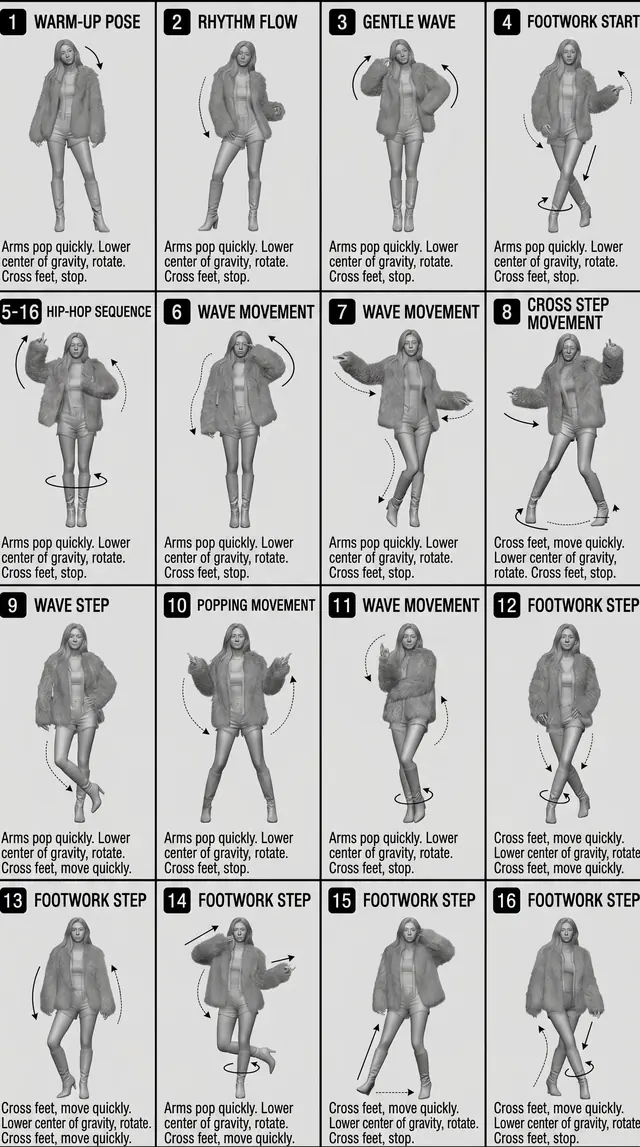 1 WARM-UP POSE
Arms pop quickly. Lower
center of gravity, rotate.
Cross feet, stop.
2 RHYTHM FLOW
Arms pop quickly. Lower
center of gravity, rotate.
Cross feet, stop.
3 GENTLE WAVE
Arms pop quickly. Lower
center of gravity, rotate.
Cross feet, stop.
4 FOOTWORK START
Arms pop quickly. Lower
center of gravity, rotate.
Cross feet, stop.
5-16 HIP-HOP SEQUENCE
Arms pop quickly. Lower
center of gravity, rotate.
Cross feet, stop.
6 WAVE MOVEMENT
Arms pop quickly. Lower
center of gravity, rotate.
Cross feet, stop.
7 WAVE MOVEMENT
Arms pop quickly. Lower
center of gravity, rotate.
Cross feet, stop.
8 CROSS STEP
MOVEMENT
Cross feet, move quickly.
Lower center of gravity,
rotate. Cross feet, stop.
9 WAVE STEP
Arms pop quickly. Lower
center of gravity, rotate.
Cross feet, move quickly.
10 POPPING MOVEMENT
Arms pop quickly. Lower
center of gravity, rotate.
Cross feet, stop.
11 WAVE MOVEMENT
Arms pop quickly. Lower
center of gravity, rotate.
Cross feet, stop.
12 FOOTWORK STEP
Cross feet, move quickly.
Lower center of gravity, rotate
Cross feet, move quickly.
13 FOOTWORK STEP
Cross feet, move quickly.
Lower center of gravity, rotate.
Cross feet, move quickly.
14 FOOTWORK STEP
Arms pop quickly. Lower
center of gravity, rotate.
Cross feet, move quickly.
15 FOOTWORK STEP
Cross feet, move quickly.
Lower center of gravity, rotate.
Cross feet, stop.
16 FOOTWORK STEP
Cross feet, move quickly.
Lower center of gravity, rotate.
Cross feet, stop.